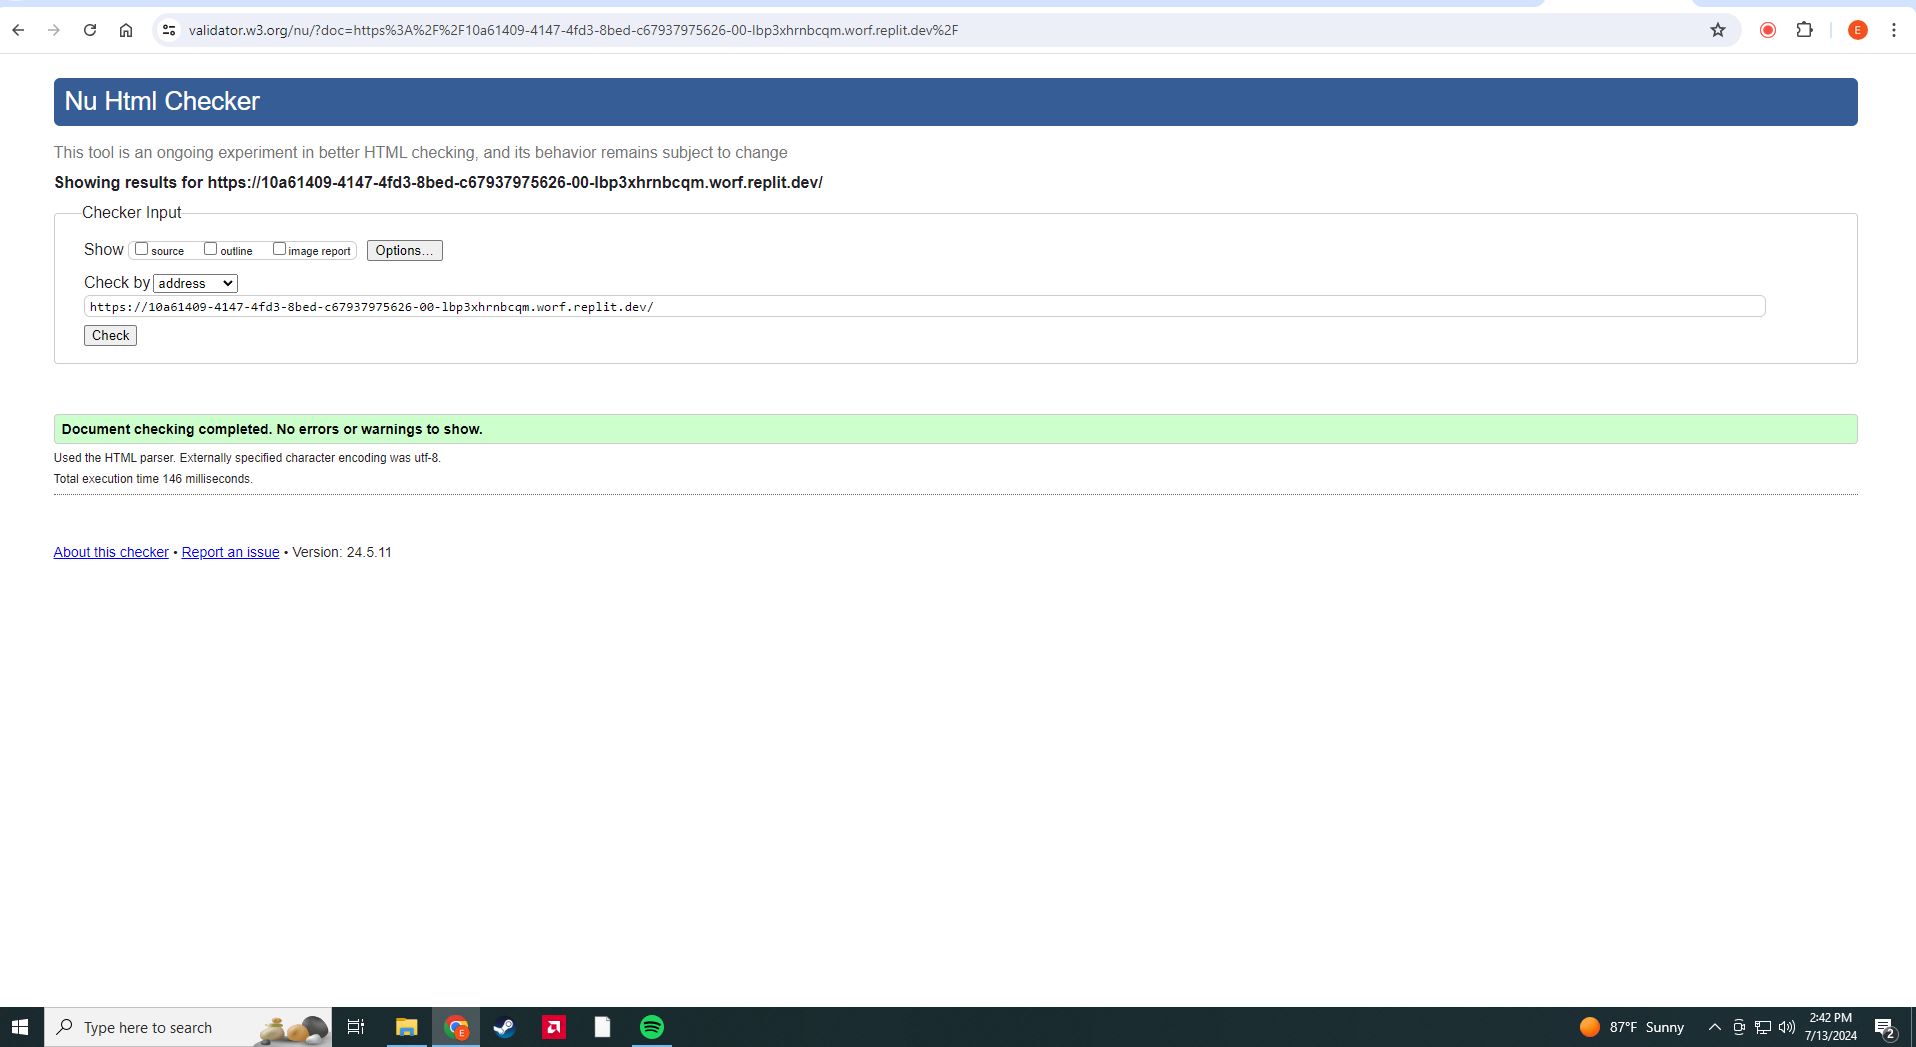 validator.w3.org/nu/?doc=https%3A%2F%2F10a61409-4147-4fd3-8bed-c67937975626-00-lbp3xhrnbcqm.worf.replit.dev%2F
E
Nu Html Checker
This tool is an ongoing experiment in better HTML checking, and its behavior remains subject to change
Showing results for https://10a61409-4147-4fd3-8bed-c67937975626-00-lbp3xhrnbcqm.worf.replit.dev/
Checker Input
Show source outline image report Options...
Check by address
https://10a61409-4147-4fd3-8bed-c67937975626-00-lbp3xhrnbcqm.worf.replit.dev/
Check
Document checking completed. No errors or warnings to show.
Used the HTML parser. Externally specified character encoding was utf-8.
Total execution time 146 milliseconds.
About this checker • Report an issue • Version: 24.5.11
Type here to search
E
87°F Sunny
2:42 PM
7/13/2024
2